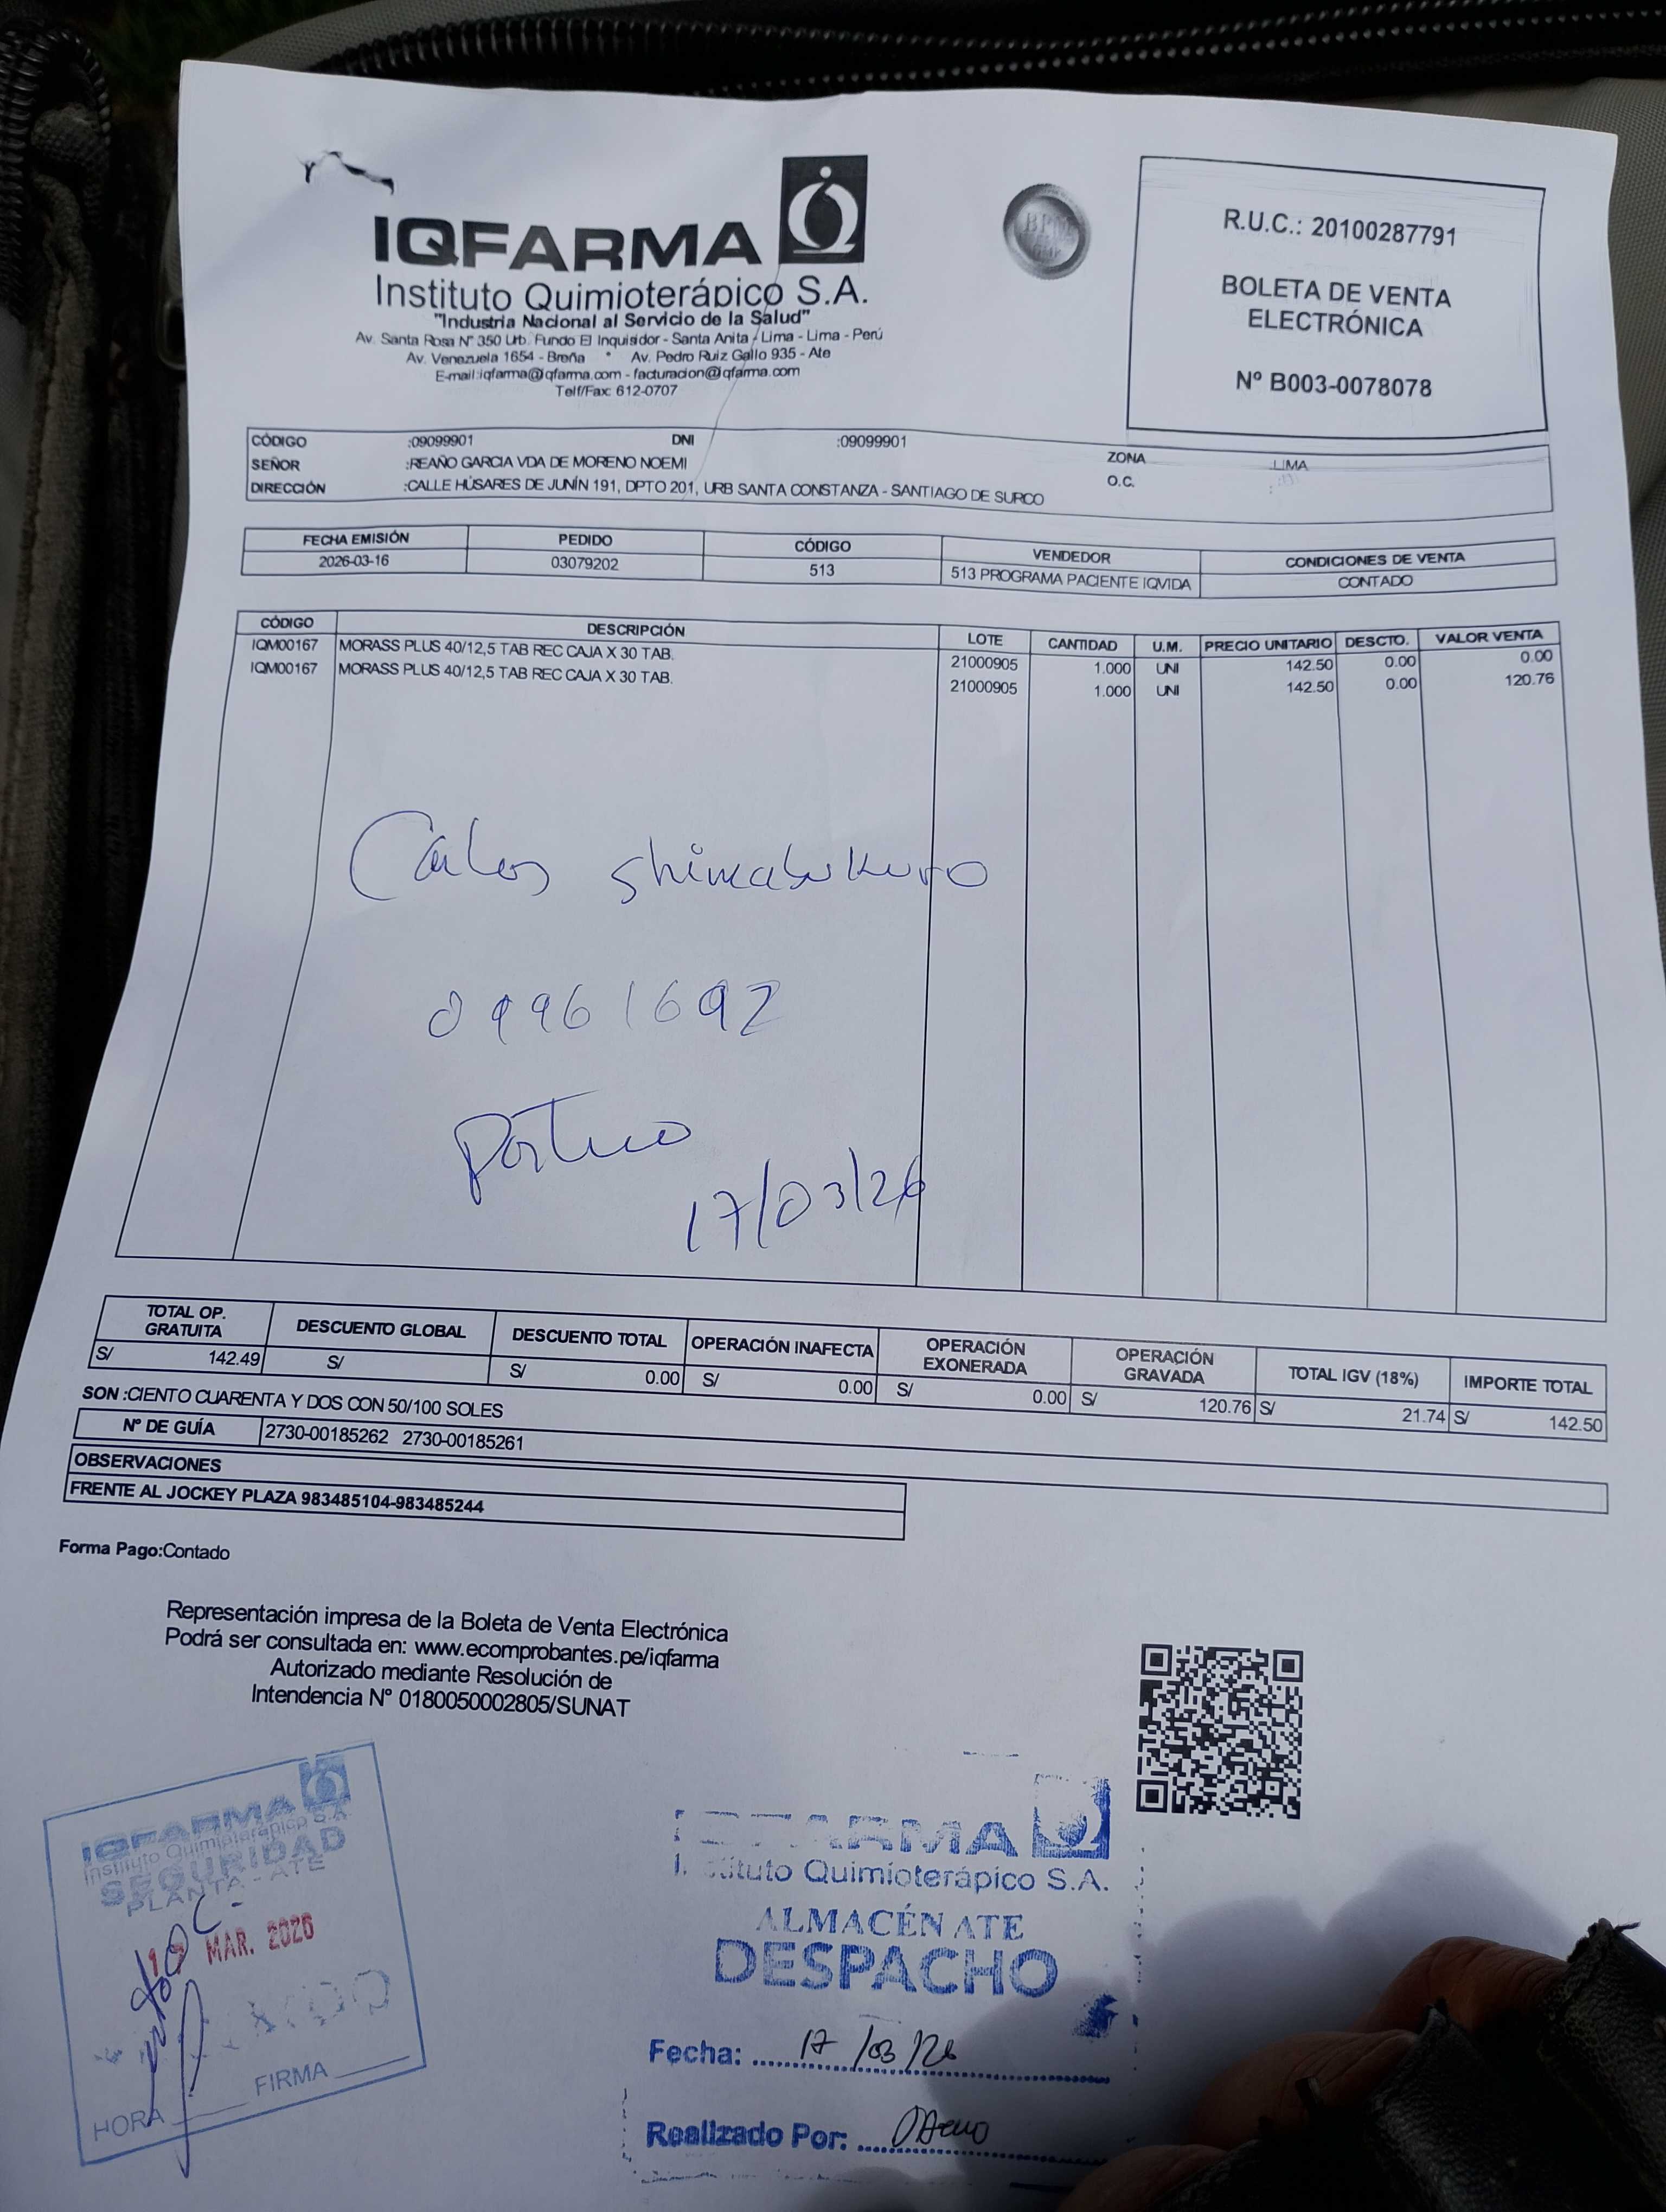 IQFARMA
Instituto Quimioterápico S.A.
"Industria Nacional al Servicio de la Salud"
Av. Santa Rosa N° 350 Urb. Fundo El Inquisidor - Santa Anita - Lima - Lima - Perú
Av. Venezuela 1654 - Breña * Av. Pedro Ruiz Gallo 935 - Ate
E-mail:iqfarma@iqfarma.com - facturacion@iqfarma.com
Telf/Fax: 612-0707
BPM
R.U.C.: 20100287791
BOLETA DE VENTA
ELECTRÓNICA
Nº B003-0078078
CÓDIGO :09099901 DNI :09099901
SEÑOR :REAÑO GARCIA VDA DE MORENO NOEMI ZONA LIMA
DIRECCIÓN :CALLE HÚSARES DE JUNÍN 191, DPTO 201, URB SANTA CONSTANZA - SANTIAGO DE SURCO O.C.
FECHA EMISIÓN PEDIDO CÓDIGO VENDEDOR CONDICIONES DE VENTA
2026-03-16 03079202 513 513 PROGRAMA PACIENTE IQVIDA CONTADO
CÓDIGO DESCRIPCIÓN LOTE CANTIDAD U.M. PRECIO UNITARIO DESCTO. VALOR VENTA
IQM00167 MORASS PLUS 40/12,5 TAB REC CAJA X 30 TAB. 21000905 1.000 UNI 142.50 0.00 0.00
IQM00167 MORASS PLUS 40/12,5 TAB REC CAJA X 30 TAB. 21000905 1.000 UNI 142.50 0.00 120.76
Carlos Shimabukuro
09961692
17/03/26
TOTAL OP. GRATUITA DESCUENTO GLOBAL DESCUENTO TOTAL OPERACIÓN INAFECTA OPERACIÓN EXONERADA OPERACIÓN GRAVADA TOTAL IGV (18%) IMPORTE TOTAL
S/ 142.49 S/ S/ 0.00 S/ 0.00 S/ 0.00 S/ 120.76 S/ 21.74 S/ 142.50
SON :CIENTO CUARENTA Y DOS CON 50/100 SOLES
Nº DE GUÍA 2730-00185262 2730-00185261
OBSERVACIONES
FRENTE AL JOCKEY PLAZA 983485104-983485244
Forma Pago:Contado
Representación impresa de la Boleta de Venta Electrónica
Podrá ser consultada en: www.ecomprobantes.pe/iqfarma
Autorizado mediante Resolución de
Intendencia N° 0180050002805/SUNAT
IQFARMA
Instituto Quimioterápico S.A
SEGURIDAD
PLANTA - ATE
17 MAR. 2026
HORA FIRMA
IQFARMA
Instituto Quimioterápico S.A.
ALMACÉN ATE
DESPACHO
Fecha: 17/03/26
Realizado Por: